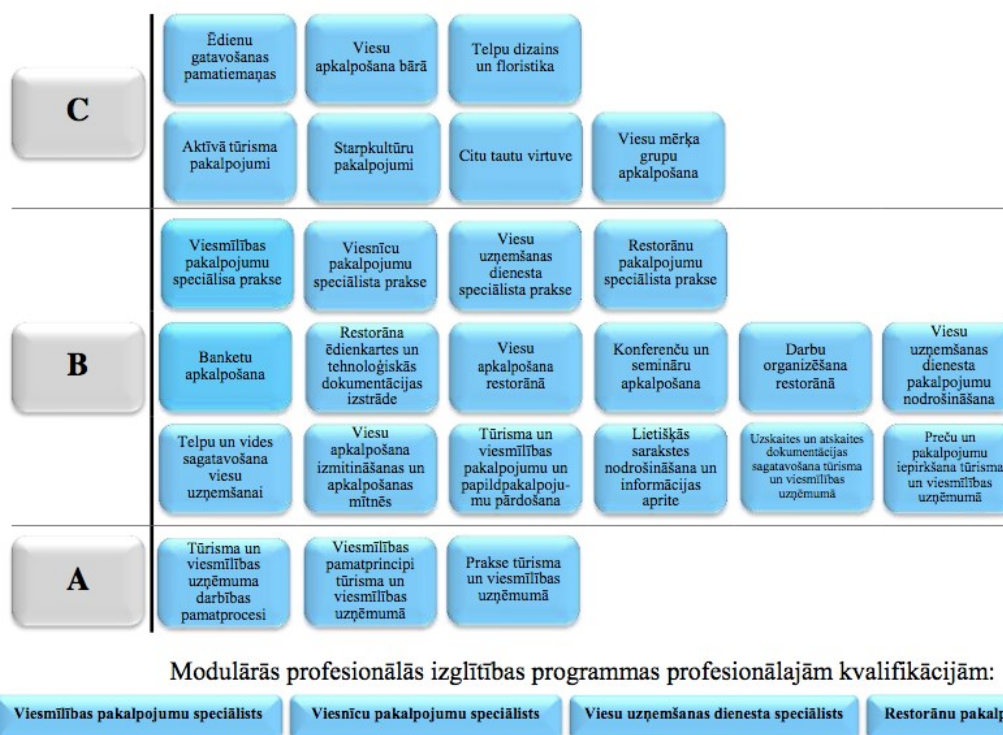 Ēdienu
gatavošanas
pamatiemaņas
Viesu
apkalpošana bārā
Telpu dizains
un floristika
C
Aktīvā tūrisma
pakalpojumi
Starpkultūru
pakalpojumi
Citu tautu virtuve
Viesu mērķa
grupu
apkalpošana
Viesmīlības
pakalpojumu
speciālisa prakse
Viesnīcu
pakalpojumu
speciālista prakse
Viesu
uzņemšanas
dienesta
speciālista prakse
Restorānu
pakalpojumu
speciālista prakse
B
Banketu
apkalpošana
Restorāna
ēdienkartes un
tehnoloģiskās
dokumentācijas
izstrāde
Viesu
apkalpošana
restorānā
Konferenču un
semināru
apkalpošana
Darbu
organizēšana
restorānā
Viesu
uzņemšanas
dienesta
pakalpojumu
nodrošināšana
Telpu un vides
sagatavošana
viesu
uzņemšanai
Viesu
apkalpošana
izmitināšanas un
apkalpošanas
mītnēs
Tūrisma un
viesmīlības
pakalpojumu un
papildpakalpoju-
mu pārdošana
Lietišķās
sarakstes
nodrošināšana un
informācijas
aprite
Uzskaites un atskaites
dokumentācijas
sagatavošana tūrisma
un viesmīlības
uzņēmumā
Preču un
pakalpojumu
iepirkšana tūrisma
un viesmīlības
uzņēmumā
A
Tūrisma un
viesmīlības
uzņēmuma
darbības
pamatprocesi
Viesmīlības
pamatprincipi
tūrisma un
viesmīlības
uzņēmumā
Prakse tūrisma
un viesmīlības
uzņēmumā
Modulārās profesionālās izglītības programmas profesionālajām kvalifikācijām:
Viesmīlības pakalpojumu speciālists
Viesnīcu pakalpojumu speciālists
Viesu uzņemšanas dienesta speciālists
Restorānu pakalp